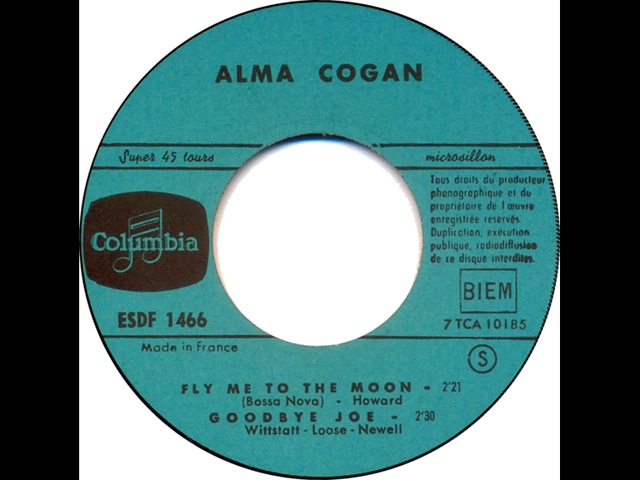 ALMA COGAN
Super 45 tours
microsillon
Tous droits du producteur
phonographique et du
propriétaire de l'œuvre
enregistrée réservés.
Duplication, exécution
publique, radiodiffusion
de ce disque interdites.
Columbia
BIEM
ESDF 1466
7 TCA 10185
Made in France
S
FLY ME TO THE MOON - 2'21
(Bossa Nova) - Howard
GOODBYE JOE - 2'30
Wittstatt - Loose - Newell